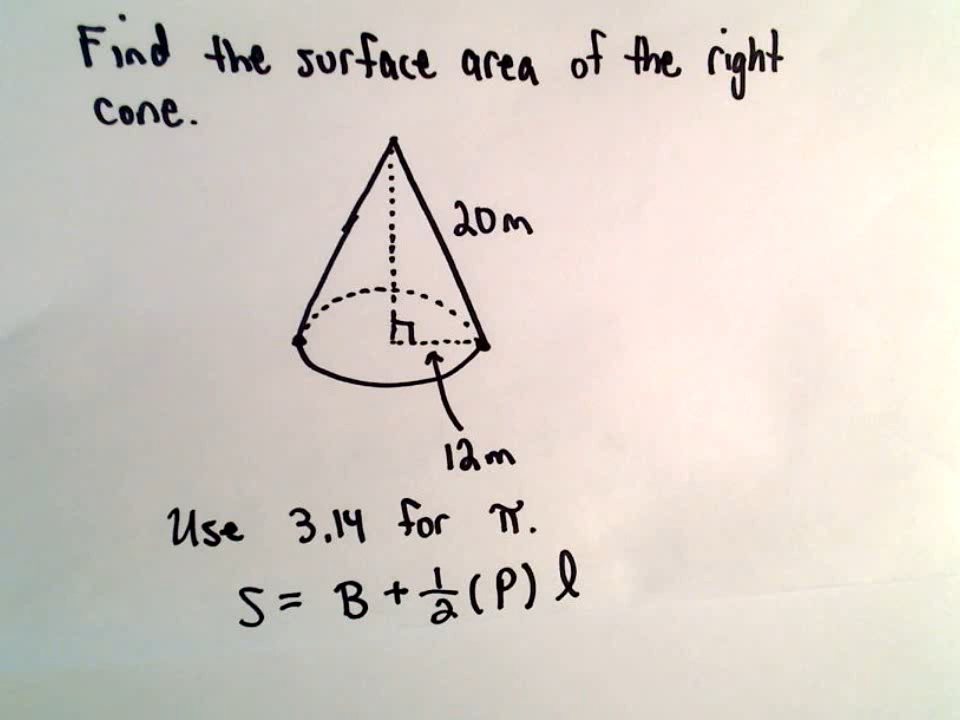 Find the surface area of the right
cone.
20m
12m
Use 3.14 for π.
S = B + 1/2 (P) l